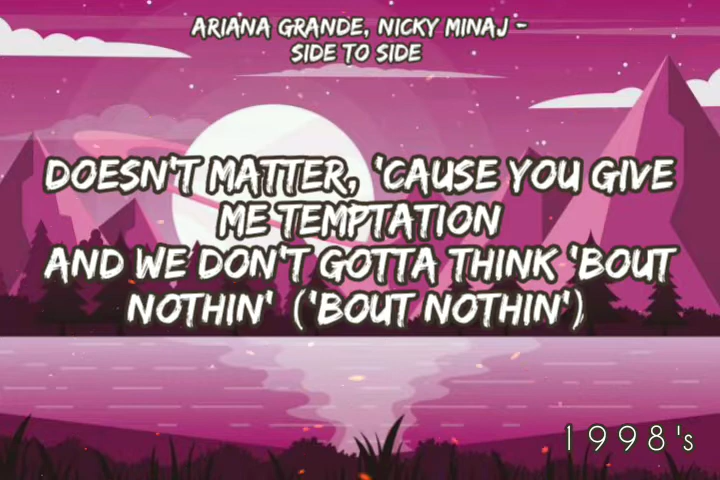 ARIANA GRANDE, NICKY MINAJ -
SIDE TO SIDE
DOESN'T MATTER, 'CAUSE YOU GIVE
ME TEMPTATION
AND WE DON'T GOTTA THINK 'BOUT
NOTHIN' ('BOUT NOTHIN')
1998's